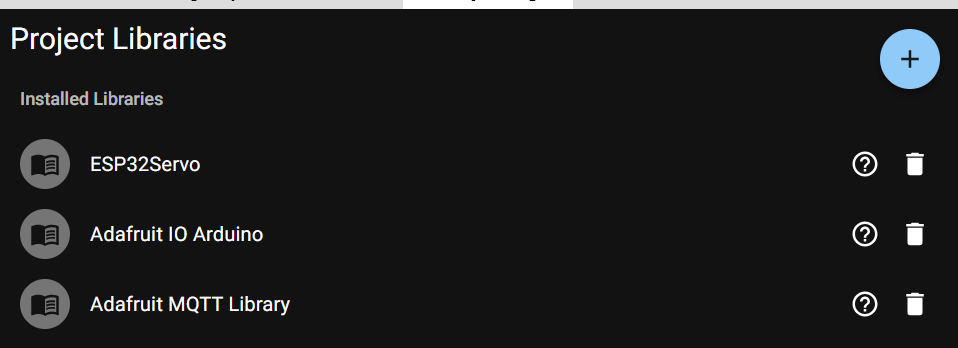 Project Libraries
Installed Libraries
ESP32Servo
Adafruit IO Arduino
Adafruit MQTT Library